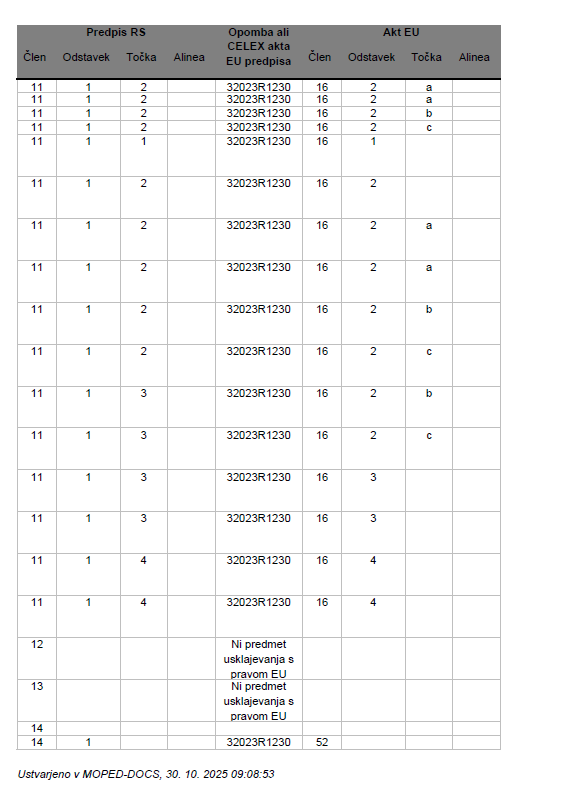 Predpis RS Opomba ali CELEX akta EU predpisa Akt EU
Člen Odstavek Točka Alinea Člen Odstavek Točka Alinea
11 1 2 32023R1230 16 2 a
11 1 2 32023R1230 16 2 a
11 1 2 32023R1230 16 2 b
11 1 2 32023R1230 16 2 c
11 1 1 32023R1230 16 1
11 1 2 32023R1230 16 2
11 1 2 32023R1230 16 2 a
11 1 2 32023R1230 16 2 a
11 1 2 32023R1230 16 2 b
11 1 2 32023R1230 16 2 c
11 1 3 32023R1230 16 2 b
11 1 3 32023R1230 16 2 c
11 1 3 32023R1230 16 3
11 1 3 32023R1230 16 3
11 1 4 32023R1230 16 4
11 1 4 32023R1230 16 4
12 Ni predmet
usklajevanja s
pravom EU
13 Ni predmet
usklajevanja s
pravom EU
14
14 1 32023R1230 52
Ustvarjeno v MOPED-DOCS, 30. 10. 2025 09:08:53